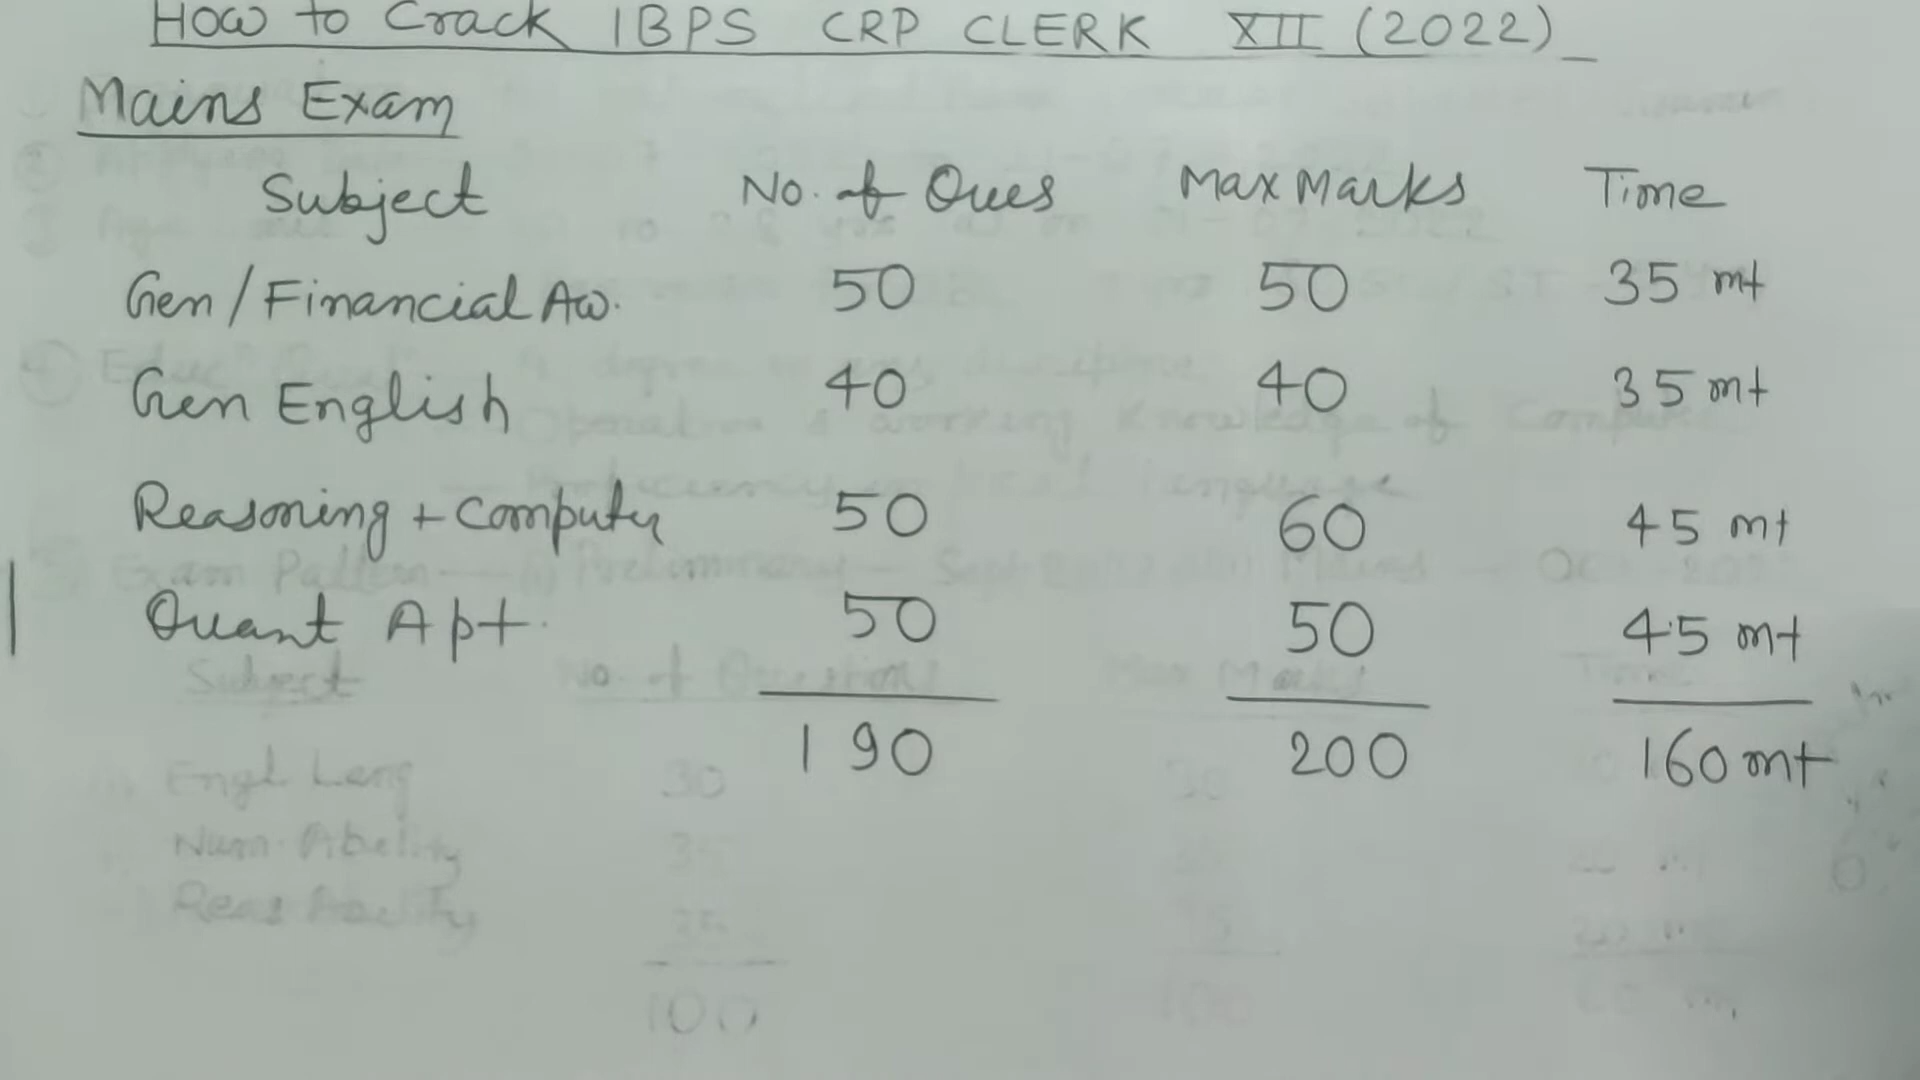 How to Crack IBPS CRP CLERK XII (2022)
Mains Exam
Subject No. of Ques Max Marks Time
Gen/Financial Aw. 50 50 35 mt
Gen English 40 40 35 mt
Reasoning + Computer 50 60 45 mt
Quant Apt. 50 50 45 mt
190 200 160 mt